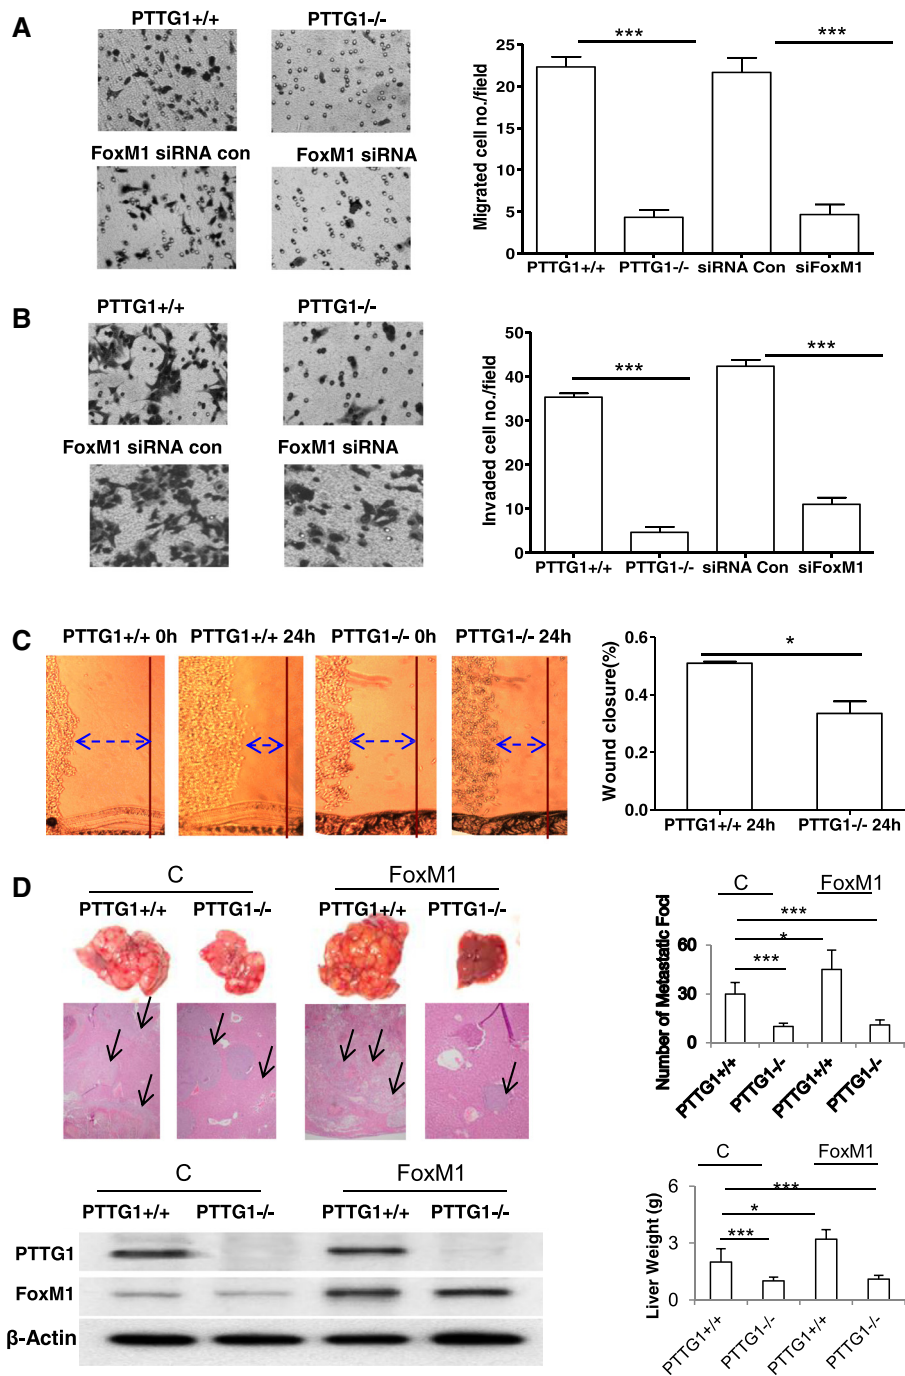 A
PTTG1+/+
PTTG1-/-
FoxM1 siRNA con
FoxM1 siRNA
Migrated cell no./field
25
20
15
10
5
0
***
***
PTTG1+/+
PTTG1-/-
siRNA Con
siFoxM1
B
PTTG1+/+
PTTG1-/-
FoxM1 siRNA con
FoxM1 siRNA
Invaded cell no./field
50
40
30
20
10
0
***
***
PTTG1+/+
PTTG1-/-
siRNA Con
siFoxM1
C
PTTG1+/+ 0h
PTTG1+/+ 24h
PTTG1-/- 0h
PTTG1-/- 24h
Wound closure(%)
0.6
0.4
0.2
0.0
*
PTTG1+/+ 24h
PTTG1-/- 24h
D
C
FoxM1
PTTG1+/+
PTTG1-/-
PTTG1+/+
PTTG1-/-
C
FoxM1
Number of Metastatic Foci
60
30
0
***
*
***
PTTG1+/+
PTTG1-/-
PTTG1+/+
PTTG1-/-
C
FoxM1
PTTG1+/+
PTTG1-/-
PTTG1+/+
PTTG1-/-
PTTG1
FoxM1
β-Actin
C
FoxM1
Liver Weight (g)
6
3
0
***
*
***
PTTG1+/+
PTTG1-/-
PTTG1+/+
PTTG1-/-